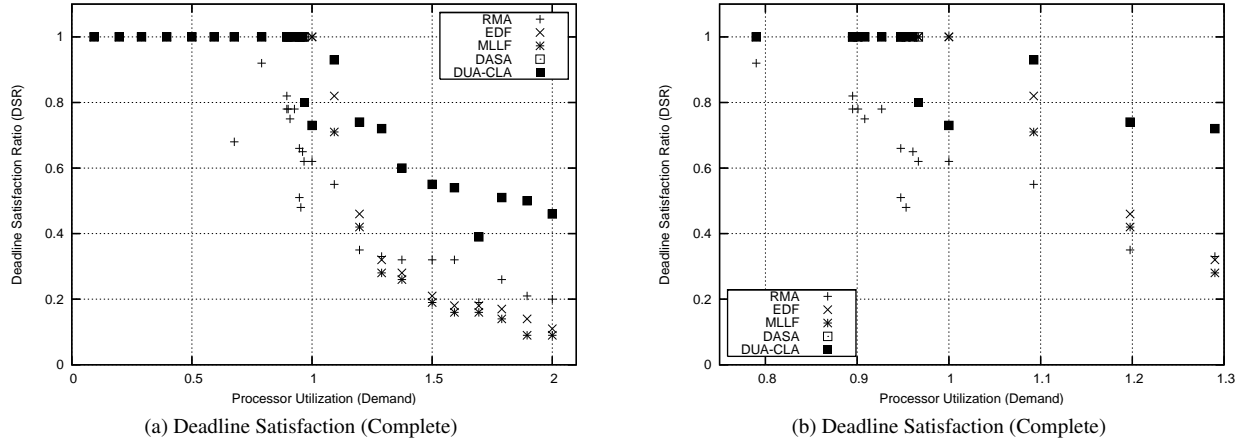 1
0.8
0.6
0.4
0.2
0
Deadline Satisfaction Ratio (DSR)
RMA
EDF
MLLF
DASA
DUA-CLA
0 0.5 1 1.5 2
Processor Utilization (Demand)
(a) Deadline Satisfaction (Complete)
1
0.8
0.6
0.4
0.2
0
Deadline Satisfaction Ratio (DSR)
RMA
EDF
MLLF
DASA
DUA-CLA
0.8 0.9 1 1.1 1.2 1.3
Processor Utilization (Demand)
(b) Deadline Satisfaction (Complete)